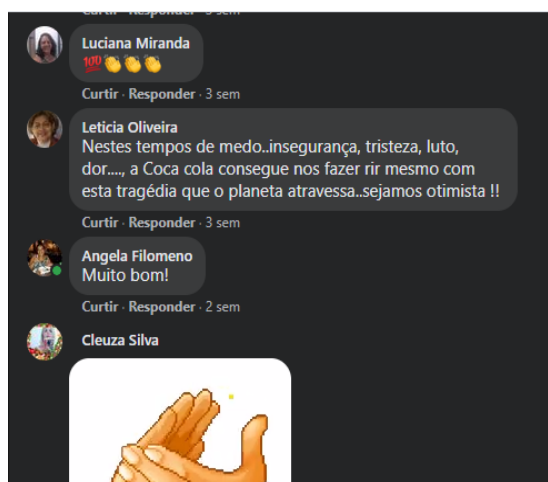 Luciana Miranda
💯👏👏👏
Curtir · Responder · 3 sem
Leticia Oliveira
Nestes tempos de medo..insegurança, tristeza, luto,
dor...., a Coca cola consegue nos fazer rir mesmo com
esta tragédia que o planeta atravessa..sejamos otimista !!
Curtir · Responder · 3 sem
Angela Filomeno
Muito bom!
Curtir · Responder · 2 sem
Cleuza Silva